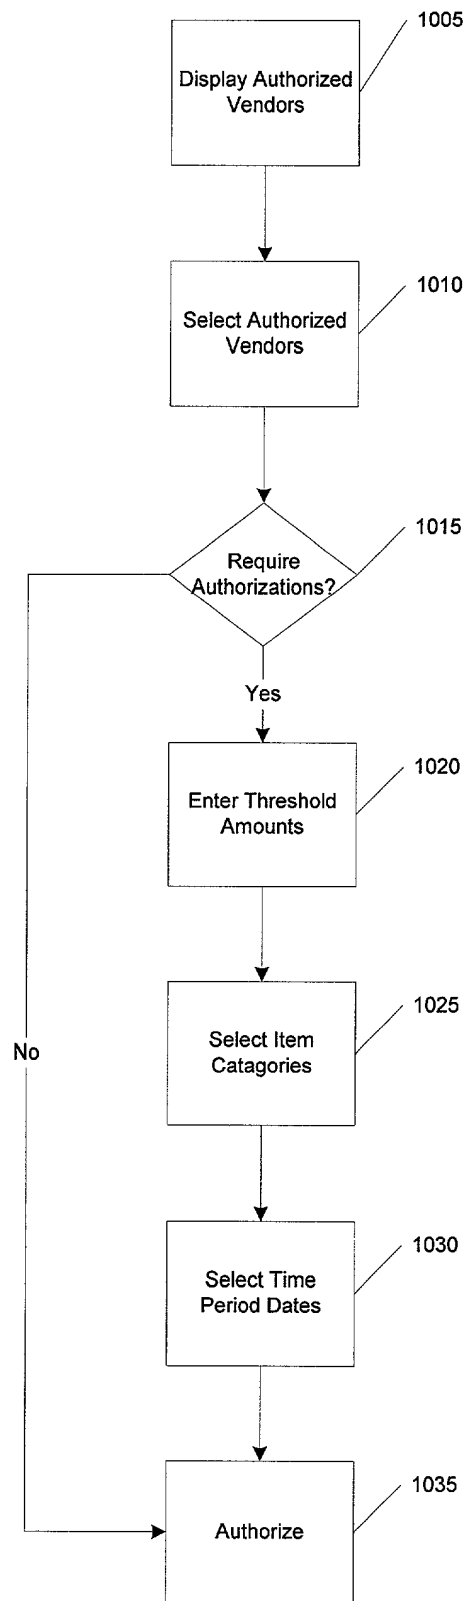 1005
Display Authorized
Vendors
1010
Select Authorized
Vendors
1015
Require
Authorizations?
Yes
1020
Enter Threshold
Amounts
1025
Select Item
Catagories
No
1030
Select Time
Period Dates
1035
Authorize